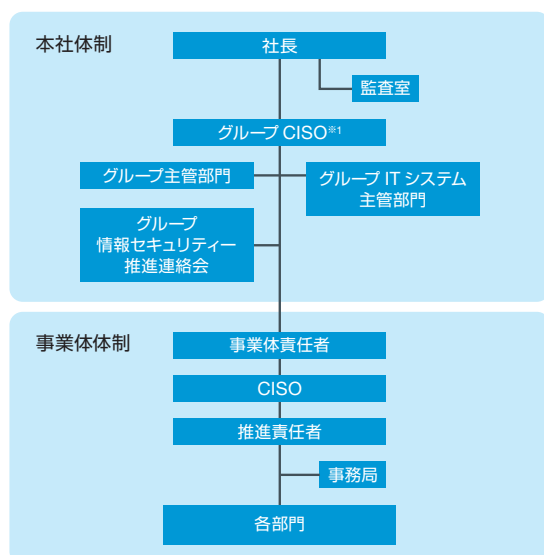 本社体制
社長
監査室
グループ CISO※1
グループ主管部門
グループ IT システム
主管部門
グループ
情報セキュリティー
推進連絡会
事業体体制
事業体責任者
CISO
推進責任者
事務局
各部門